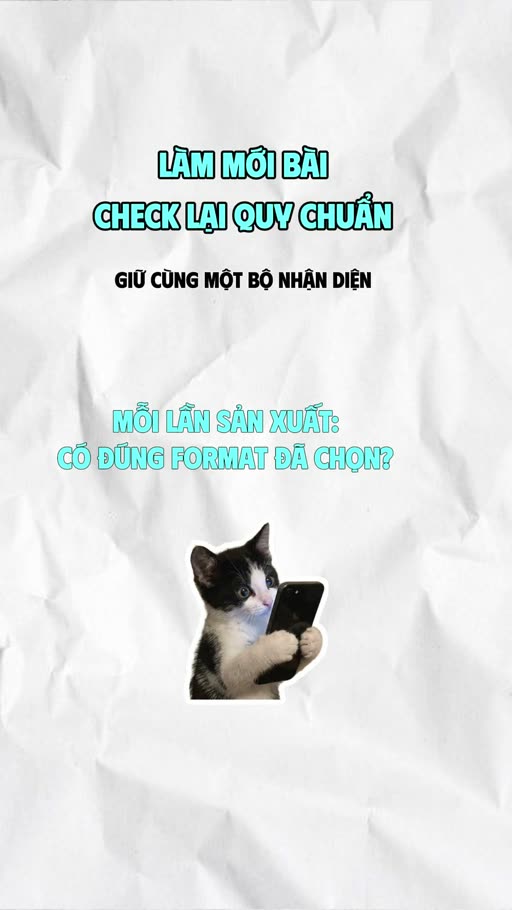 LÀM MỚI BÀI
CHECK LẠI QUY CHUẨN
GIỮ CÙNG MỘT BỘ NHẬN DIỆN
MỖI LẦN SẢN XUẤT:
CÓ ĐÚNG FORMAT ĐÃ CHỌN?